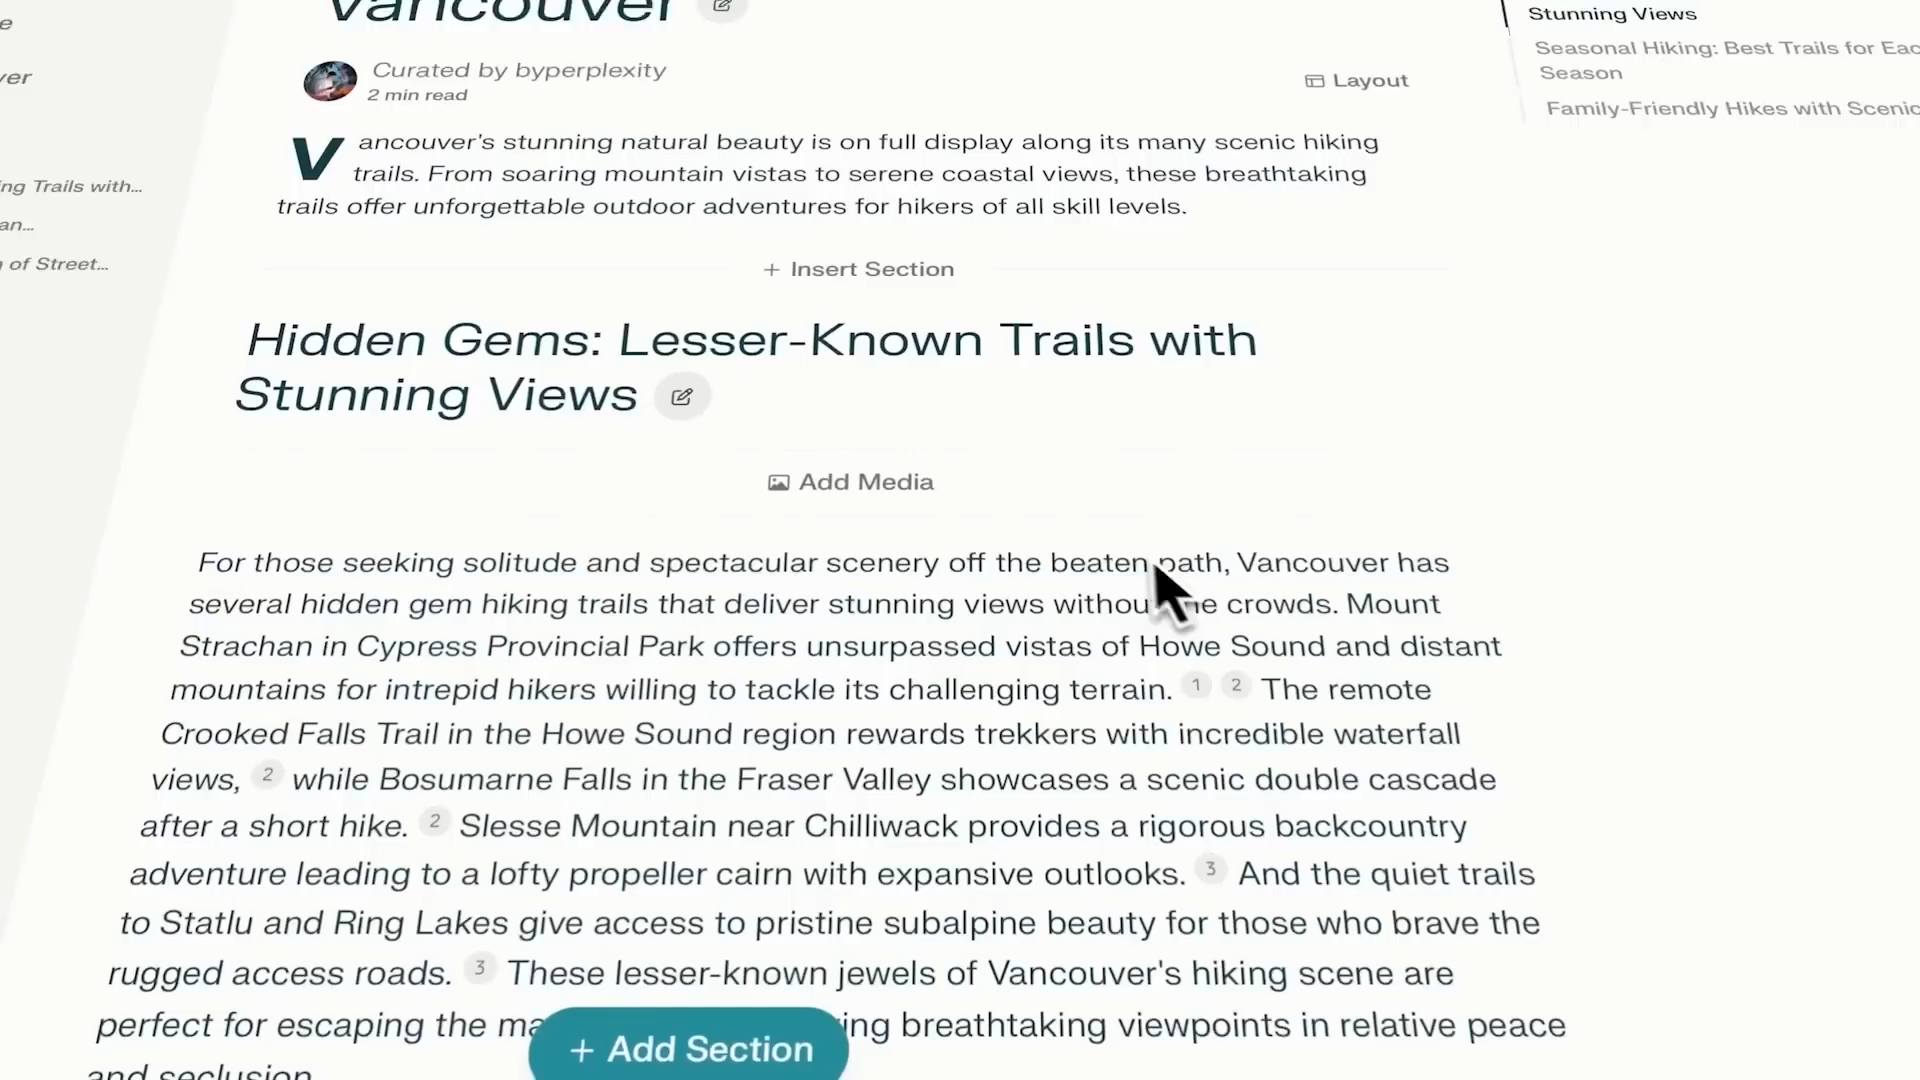 Vancouver
Curated by byperplexity
2 min read
Layout
Vancouver's stunning natural beauty is on full display along its many scenic hiking
trails. From soaring mountain vistas to serene coastal views, these breathtaking
trails offer unforgettable outdoor adventures for hikers of all skill levels.
+ Insert Section
Hidden Gems: Lesser-Known Trails with
Stunning Views
Add Media
For those seeking solitude and spectacular scenery off the beaten path, Vancouver has
several hidden gem hiking trails that deliver stunning views withou he crowds. Mount
Strachan in Cypress Provincial Park offers unsurpassed vistas of Howe Sound and distant
mountains for intrepid hikers willing to tackle its challenging terrain. 1 2 The remote
Crooked Falls Trail in the Howe Sound region rewards trekkers with incredible waterfall
views, 2 while Bosumarne Falls in the Fraser Valley showcases a scenic double cascade
after a short hike. 2 Slesse Mountain near Chilliwack provides a rigorous backcountry
adventure leading to a lofty propeller cairn with expansive outlooks. 3 And the quiet trails
to Statlu and Ring Lakes give access to pristine subalpine beauty for those who brave the
rugged access roads. 3 These lesser-known jewels of Vancouver's hiking scene are
perfect for escaping the ma ing breathtaking viewpoints in relative peace
and seclusion
+ Add Section
e
ver
ng Trails with...
an...
of Street...
Stunning Views
Seasonal Hiking: Best Trails for Eac
Season
Family-Friendly Hikes with Scenic